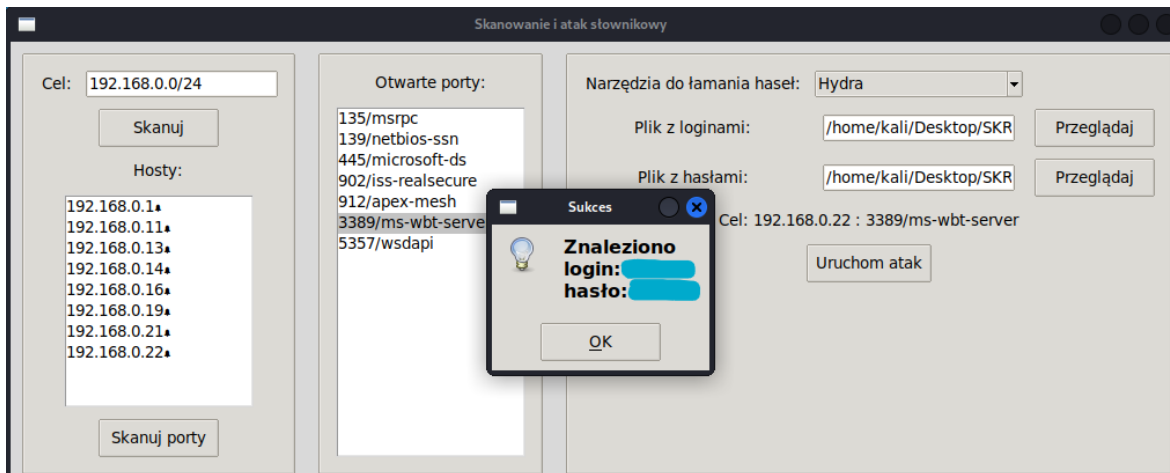 Skanowanie i atak słownikowy
Cel: 192.168.0.0/24
Skanuj
Hosty:
192.168.0.1
192.168.0.11
192.168.0.13
192.168.0.14
192.168.0.16
192.168.0.19
192.168.0.21
192.168.0.22
Skanuj porty
Otwarte porty:
135/msrpc
139/netbios-ssn
445/microsoft-ds
902/iss-realsecure
912/apex-mesh
3389/ms-wbt-serve
5357/wsdapi
Narzędzia do łamania haseł: Hydra
Plik z loginami: /home/kali/Desktop/SKR Przeglądaj
Plik z hasłami: /home/kali/Desktop/SKR Przeglądaj
Cel: 192.168.0.22 : 3389/ms-wbt-server
Uruchom atak
Sukces
Znaleziono
login:
hasło:
OK